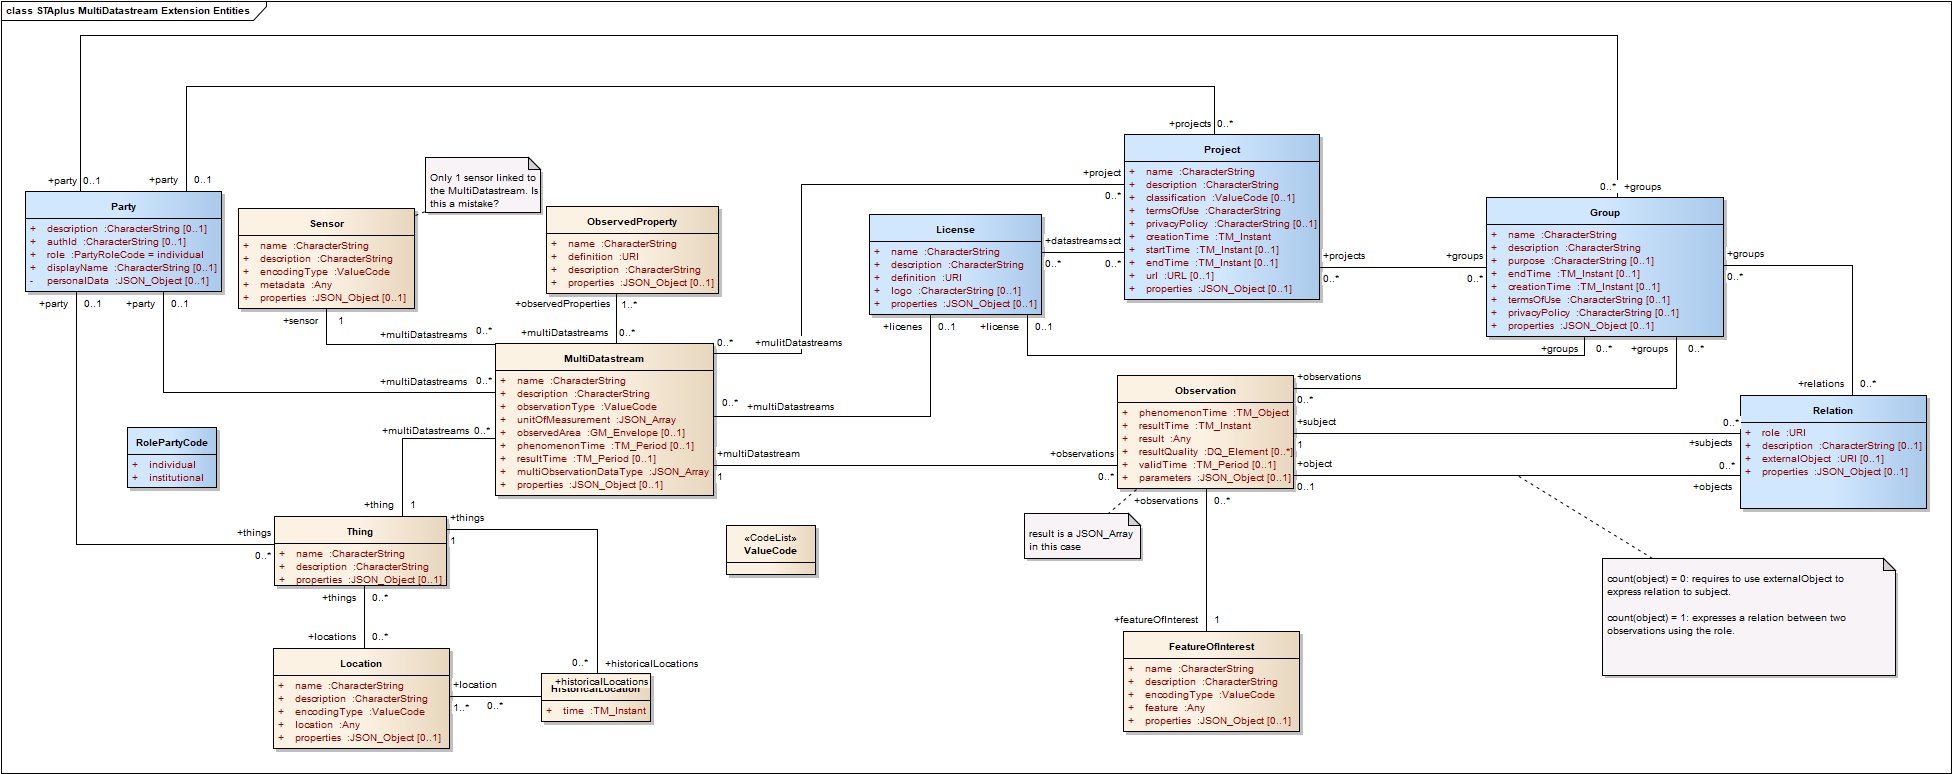 class STAplus MultiDatastream Extension Entities
+projects 0..*
+party 0..1
+party 0..1
+project
0..*
0..* +groups
Only 1 sensor linked to
the MultiDatastream. Is
this a mistake?
Party
+ description :CharacterString [0..1]
+ authId :CharacterString [0..1]
+ role :PartyRoleCode = individual
+ displayName :CharacterString [0..1]
- personalData :JSON_Object [0..1]
+party 0..1
+party 0..1
Sensor
+ name :CharacterString
+ description :CharacterString
+ encodingType :ValueCode
+ metadata :Any
+ properties :JSON_Object [0..1]
+sensor 1
+multiDatastreams 0..*
ObservedProperty
+ name :CharacterString
+ definition :URI
+ description :CharacterString
+ properties :JSON_Object [0..1]
+observedProperties 1..*
+multiDatastreams 0..*
License
+ name :CharacterString
+ description :CharacterString
+ definition :URI
+ logo :CharacterString [0..1]
+ properties :JSON_Object [0..1]
+datastreamsect
0..* 0..*
+licenes 0..1
+license 0..1
Project
+ name :CharacterString
+ description :CharacterString
+ classification :ValueCode [0..1]
+ termsOfUse :CharacterString
+ privacyPolicy :CharacterString [0..1]
+ creationTime :TM_Instant
+ startTime :TM_Instant [0..1]
+ endTime :TM_Instant [0..1]
+ url :URL [0..1]
+ properties :JSON_Object [0..1]
+projects +groups
0..* 0..*
Group
+ name :CharacterString
+ description :CharacterString
+ purpose :CharacterString [0..1]
+ endTime :TM_Instant [0..1]
+ creationTime :TM_Instant [0..1]
+ termsOfUse :CharacterString [0..1]
+ privacyPolicy :CharacterString [0..1]
+ properties :JSON_Object [0..1]
+groups
0..*
+groups 0..*
+groups 0..*
MultiDatastream
+ name :CharacterString
+ description :CharacterString
+ observationType :ValueCode
+ unitOfMeasurement :JSON_Array
+ observedArea :GM_Envelope [0..1]
+ phenomenonTime :TM_Period [0..1]
+ resultTime :TM_Period [0..1]
+ multiObservationDataType :JSON_Array
+ properties :JSON_Object [0..1]
0..* +mulitDatastreams
+multiDatastreams 0..*
0..* +multiDatastreams
+multiDatastreams 0..*
+multiDatastream
1
+observations
0..*
Observation
+ phenomenonTime :TM_Object
+ resultTime :TM_Instant
+ result :Any
+ resultQuality :DQ_Element [0..*]
+ validTime :TM_Period [0..1]
+ parameters :JSON_Object [0..1]
+observations
0..*
+subject
1
+object
0..1
+relations 0..*
0..*
+subjects
0..*
+objects
Relation
+ role :URI
+ description :CharacterString [0..1]
+ externalObject :URI [0..1]
+ properties :JSON_Object [0..1]
RolePartyCode
+ individual
+ institutional
+thing 1
+things
0..*
+things
1
Thing
+ name :CharacterString
+ description :CharacterString
+ properties :JSON_Object [0..1]
+things 0..*
+locations 0..*
«CodeList»
ValueCode
result is a JSON_Array
in this case
+observations 0..*
+featureOfInterest 1
count(object) = 0: requires to use externalObject to
express relation to subject.
count(object) = 1: expresses a relation between two
observations using the role.
Location
+ name :CharacterString
+ description :CharacterString
+ encodingType :ValueCode
+ location :Any
+ properties :JSON_Object [0..1]
+location
1..* 0..*
0..* +historicalLocations
+historicalLocations
HistoricalLocation
+ time :TM_Instant
FeatureOfInterest
+ name :CharacterString
+ description :CharacterString
+ encodingType :ValueCode
+ feature :Any
+ properties :JSON_Object [0..1]